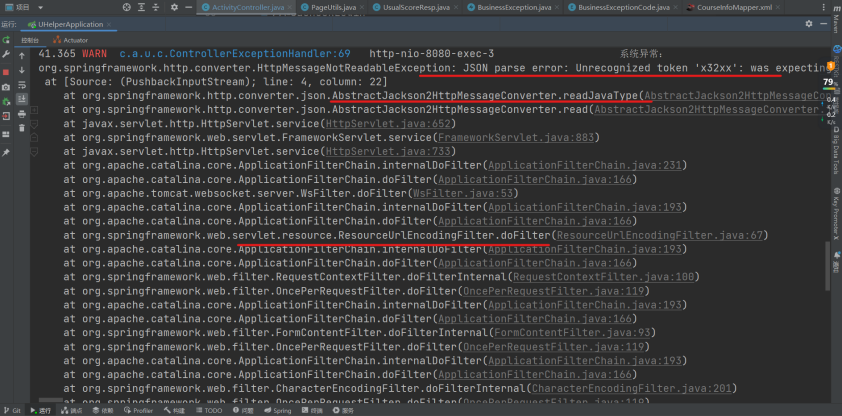 项目
ActivityController.java
PageUtils.java
UsualScoreResp.java
BusinessException.java
BusinessExceptionCode.java
CourseInfoMapper.xml
运行:
UHelperApplication
控制台
Actuator
41.365 WARN c.a.u.c.ControllerExceptionHandler:69 http-nio-8080-exec-3 系统异常:
org.springframework.http.converter.HttpMessageNotReadableException: JSON parse error: Unrecognized token 'x32xx': was expectin
at [Source: (PushbackInputStream); line: 4, column: 22]
at org.springframework.http.converter.json.AbstractJackson2HttpMessageConverter.readJavaType(AbstractJackson2HttpMessageCo
at org.springframework.http.converter.json.AbstractJackson2HttpMessageConverter.read(AbstractJackson2HttpMessageConverter.
at javax.servlet.http.HttpServlet.service(HttpServlet.java:652)
at org.springframework.web.servlet.FrameworkServlet.service(FrameworkServlet.java:883)
at javax.servlet.http.HttpServlet.service(HttpServlet.java:733)
at org.apache.catalina.core.ApplicationFilterChain.internalDoFilter(ApplicationFilterChain.java:231)
at org.apache.catalina.core.ApplicationFilterChain.doFilter(ApplicationFilterChain.java:166)
at org.apache.tomcat.websocket.server.WsFilter.doFilter(WsFilter.java:53)
at org.apache.catalina.core.ApplicationFilterChain.internalDoFilter(ApplicationFilterChain.java:193)
at org.apache.catalina.core.ApplicationFilterChain.doFilter(ApplicationFilterChain.java:166)
at org.springframework.web.servlet.resource.ResourceUrlEncodingFilter.doFilter(ResourceUrlEncodingFilter.java:67)
at org.apache.catalina.core.ApplicationFilterChain.internalDoFilter(ApplicationFilterChain.java:193)
at org.apache.catalina.core.ApplicationFilterChain.doFilter(ApplicationFilterChain.java:166)
at org.springframework.web.filter.RequestContextFilter.doFilterInternal(RequestContextFilter.java:100)
at org.springframework.web.filter.OncePerRequestFilter.doFilter(OncePerRequestFilter.java:119)
at org.apache.catalina.core.ApplicationFilterChain.internalDoFilter(ApplicationFilterChain.java:193)
at org.apache.catalina.core.ApplicationFilterChain.doFilter(ApplicationFilterChain.java:166)
at org.springframework.web.filter.FormContentFilter.doFilterInternal(FormContentFilter.java:93)
at org.springframework.web.filter.OncePerRequestFilter.doFilter(OncePerRequestFilter.java:119)
at org.apache.catalina.core.ApplicationFilterChain.internalDoFilter(ApplicationFilterChain.java:193)
at org.apache.catalina.core.ApplicationFilterChain.doFilter(ApplicationFilterChain.java:166)
at org.springframework.web.filter.CharacterEncodingFilter.doFilterInternal(CharacterEncodingFilter.java:201)
Maven
79
0.4
0.2
Big Data Tools
Key Promoter X
Git
运行
端点
依赖
Profiler
构建
TODO
问题
Spring
终端
服务